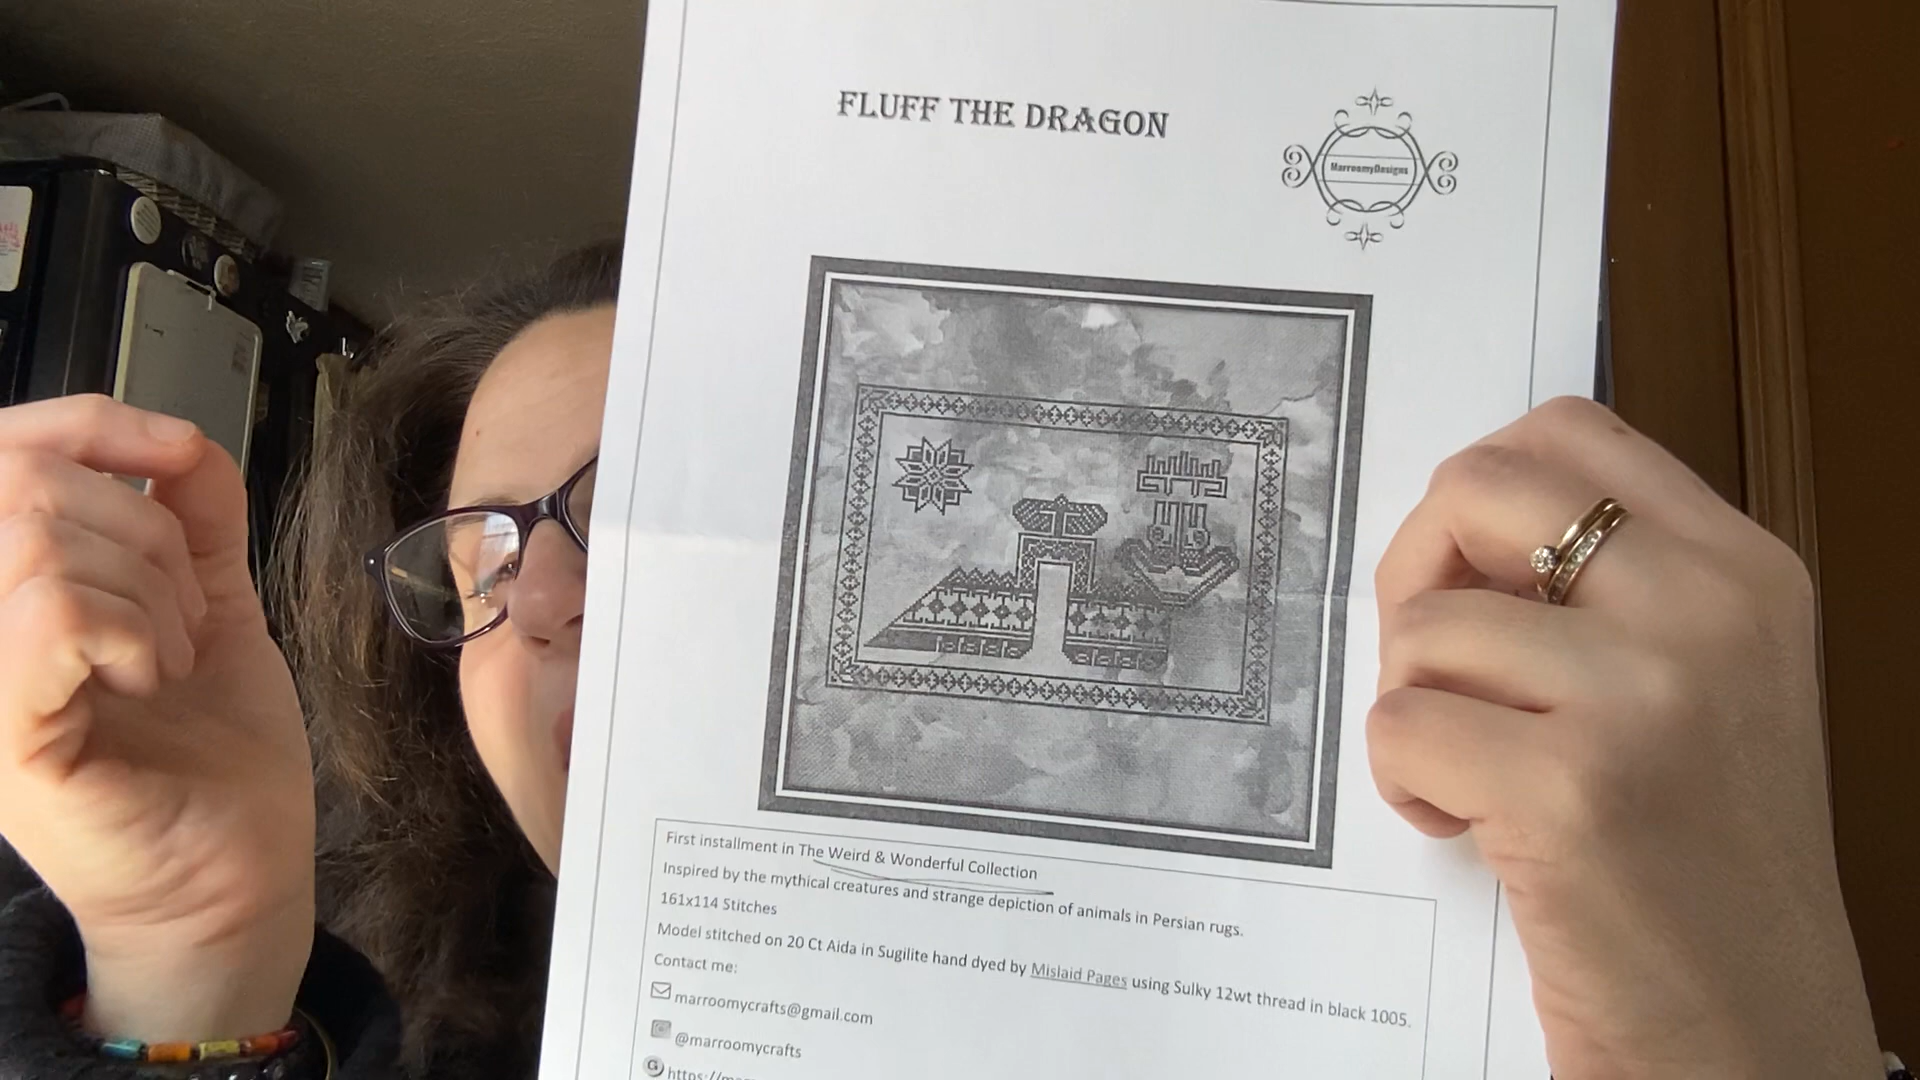 FLUFF THE DRAGON
MarroomyDesigns
First installment in The Weird & Wonderful Collection
Inspired by the mythical creatures and strange depiction of animals in Persian rugs.
161x114 Stitches
Model stitched on 20 Ct Aida in Sugilite hand dyed by Mislaid Pages using Sulky 12wt thread in black 1005.
Contact me:
marroomycrafts@gmail.com
@marroomycrafts
G